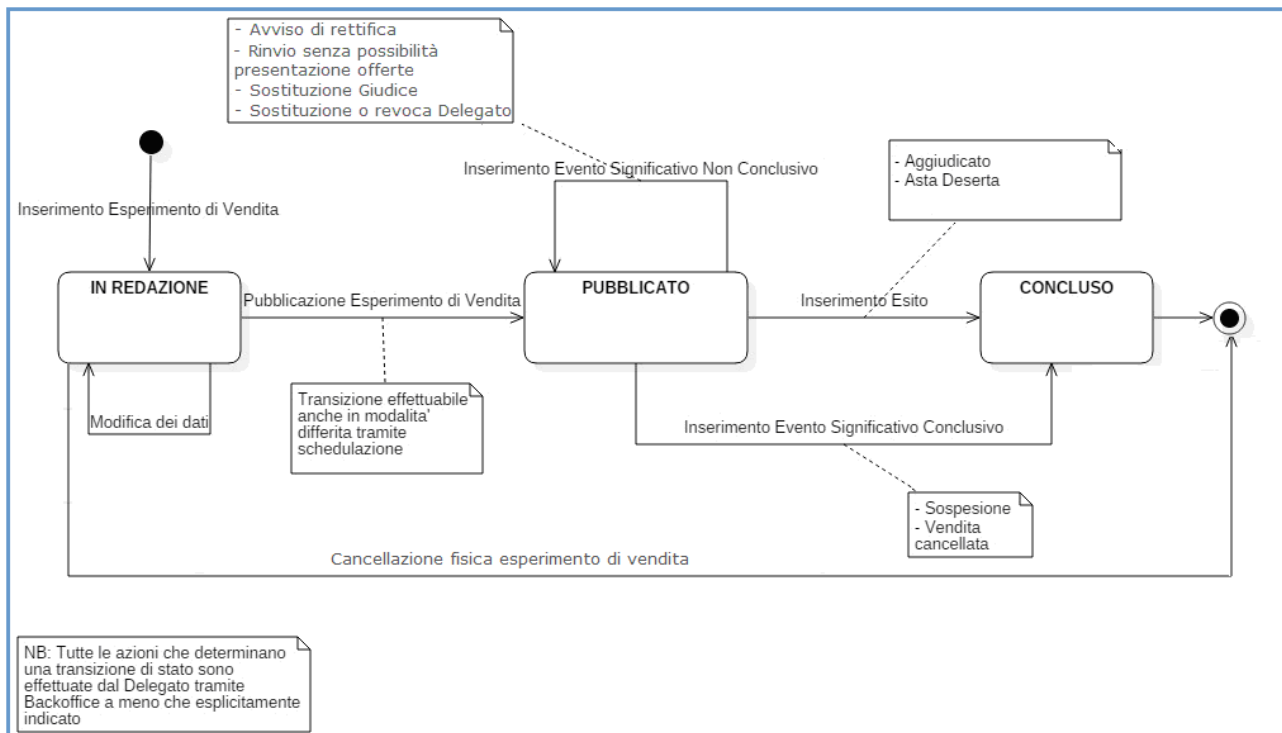 - Avviso di rettifica
- Rinvio senza possibilità
presentazione offerte
- Sostituzione Giudice
- Sostituzione o revoca Delegato
Inserimento Evento Significativo Non Conclusivo
- Aggiudicato
- Asta Deserta
Inserimento Esperimento di Vendita
IN REDAZIONE
Pubblicazione Esperimento di Vendita
PUBBLICATO
Inserimento Esito
CONCLUSO
Modifica dei dati
Transizione effettuabile
anche in modalita'
differita tramite
schedulazione
Inserimento Evento Significativo Conclusivo
- Sospesione
- Vendita
cancellata
Cancellazione fisica esperimento di vendita
NB: Tutte le azioni che determinano
una transizione di stato sono
effettuate dal Delegato tramite
Backoffice a meno che esplicitamente
indicato